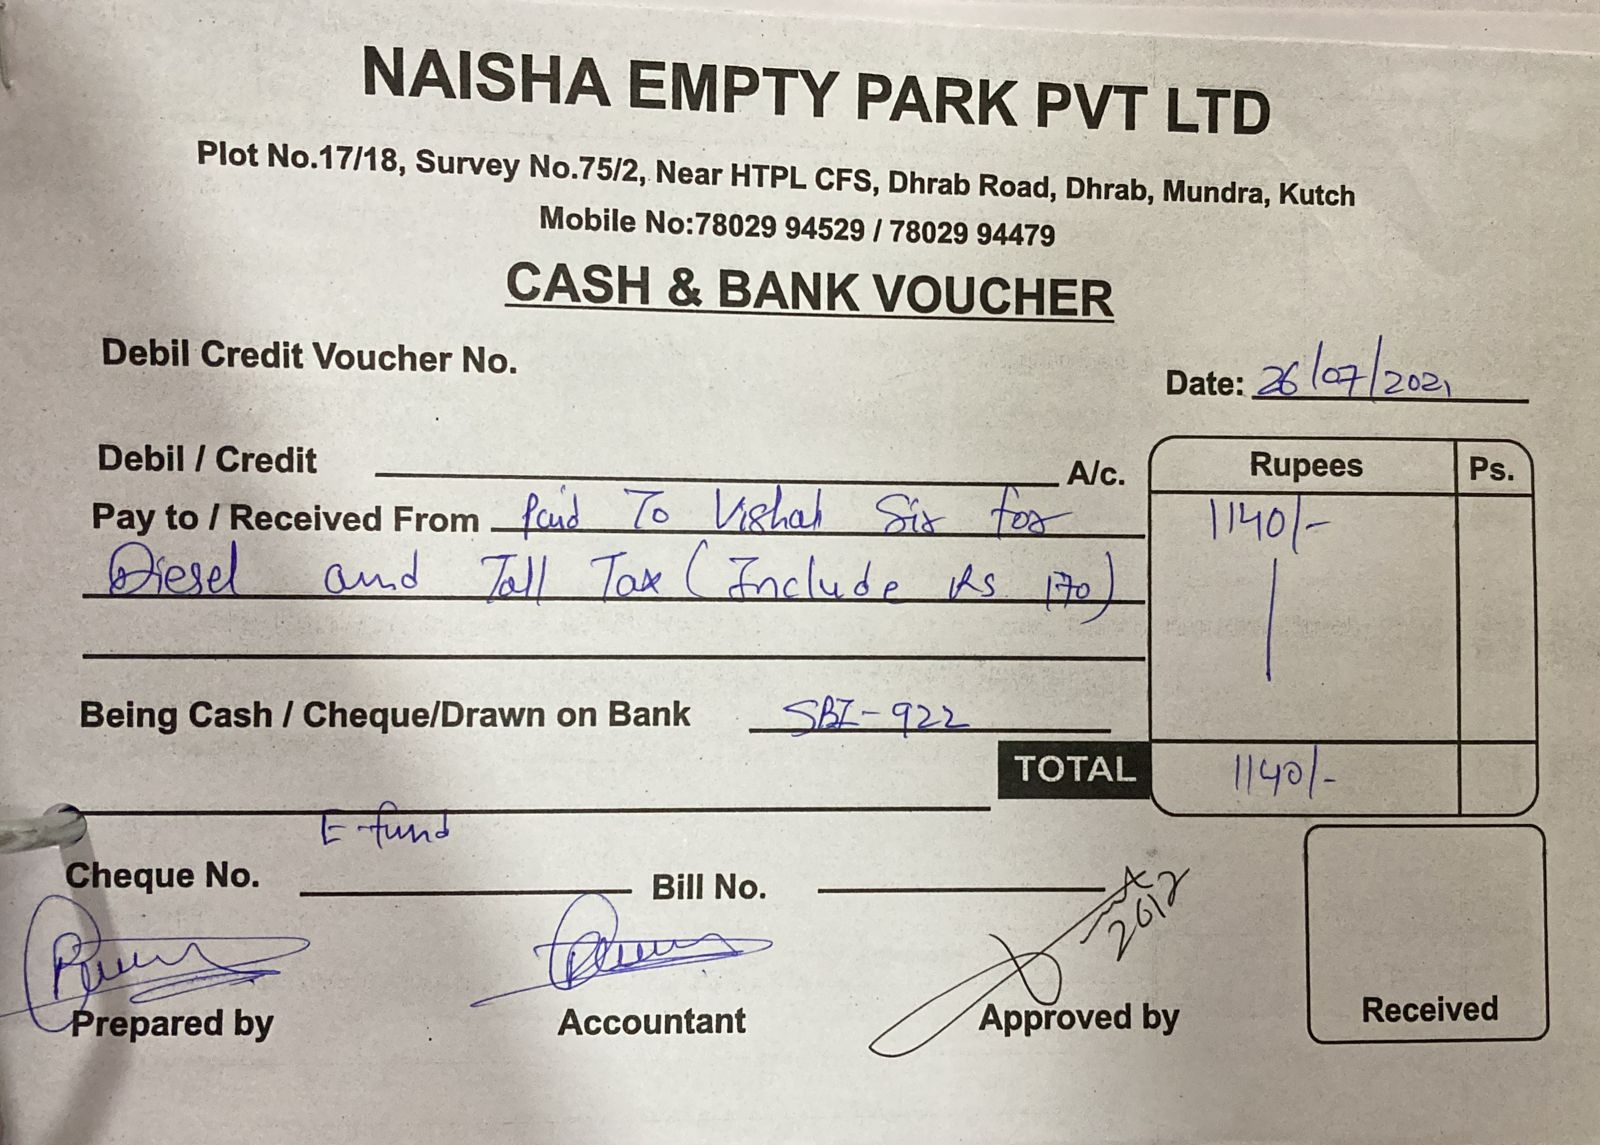 NAISHA EMPTY PARK PVT LTD
Plot No.17/18, Survey No.75/2, Near HTPL CFS, Dhrab Road, Dhrab, Mundra, Kutch
Mobile No:78029 94529 / 78029 94479
CASH & BANK VOUCHER
Debil Credit Voucher No.
Date: 26/07/2021
Debil / Credit A/c.
Rupees Ps.
Pay to / Received From Paid To Vishal Sir for
1140/-
Diesel and Toll Tax (Include Rs 170)
Being Cash / Cheque/Drawn on Bank SBI-922
TOTAL 1140/-
E-fund
Cheque No. Bill No.
Prepared by Accountant Approved by Received